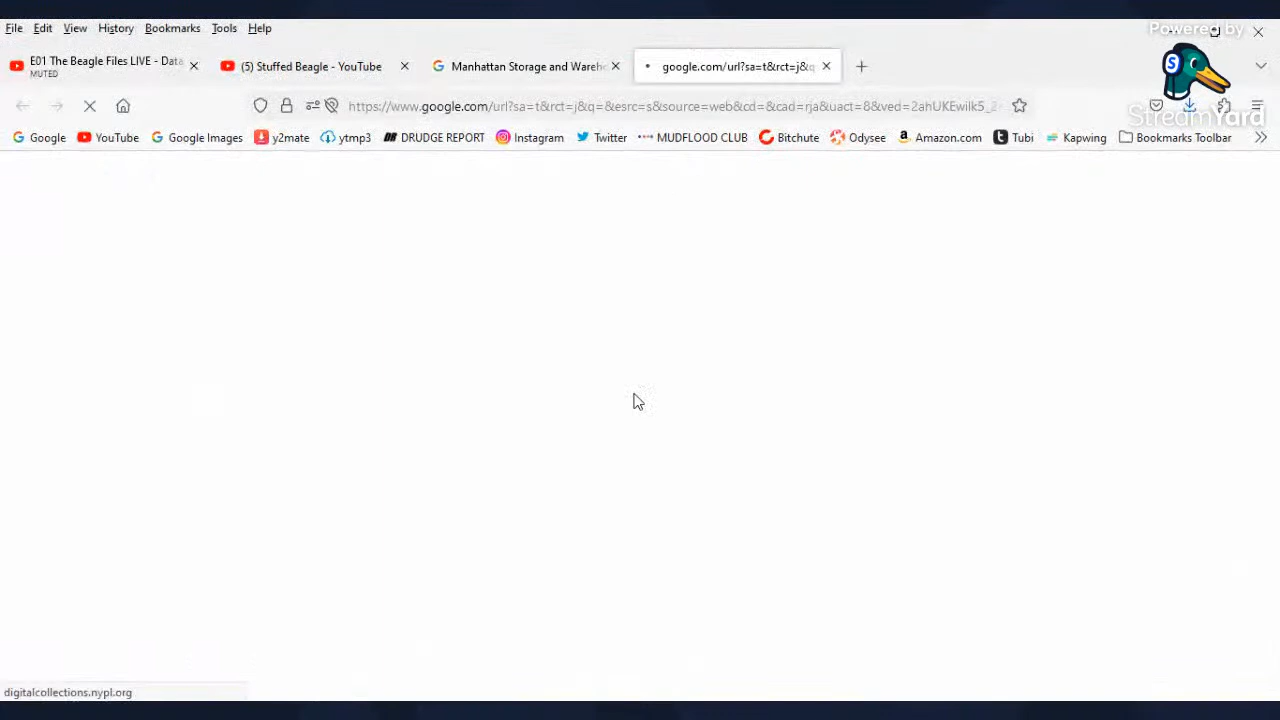 File Edit View History Bookmarks Tools Help
Powered by
E01 The Beagle Files LIVE - Data
MUTED
(5) Stuffed Beagle - YouTube
Manhattan Storage and Wareh
google.com/url?sa=t&rct=j&q
S
https://www.google.com/url?sa=t&rct=j&q=&esrc=s&source=web&cd=&cad=rja&uact=8&ved=2ahUKEwilk5_
StreamYard
Google YouTube Google Images y2mate ytmp3 DRUDGE REPORT Instagram Twitter MUDFLOOD CLUB Bitchute Odysee Amazon.com Tubi Kapwing Bookmarks Toolbar
digitalcollections.nypl.org